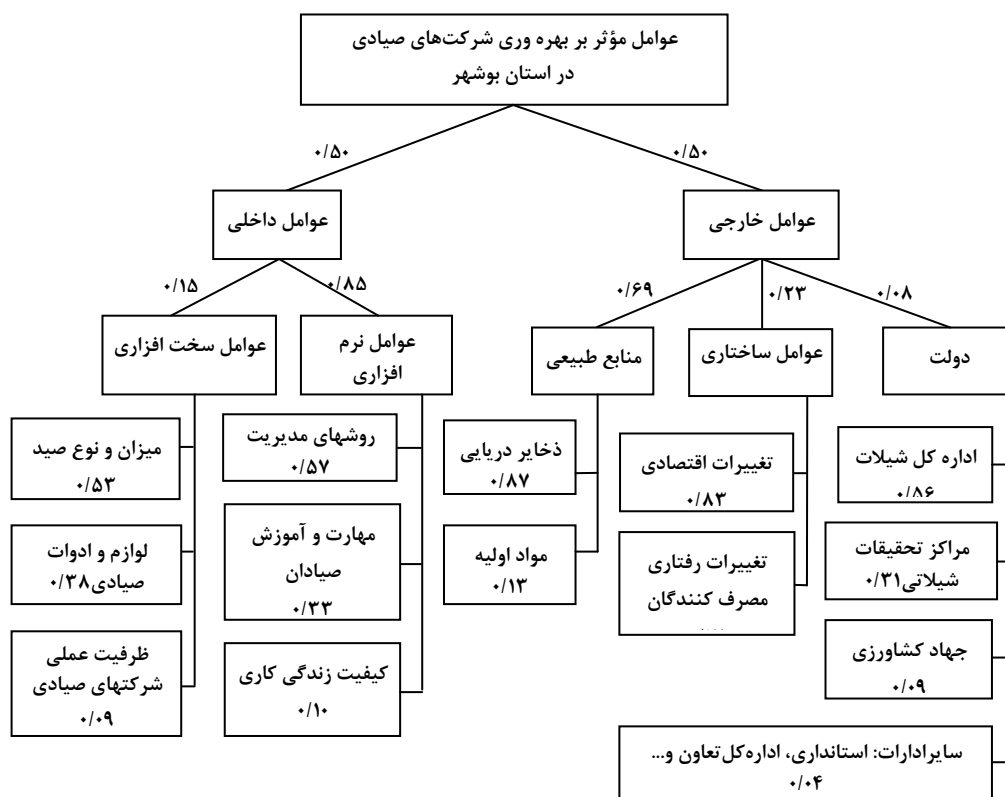 عوامل مؤثر بر بهره وری شرکت‌های صیادی
در استان بوشهر
۰/۵۰
۰/۵۰
عوامل خارجی
عوامل داخلی
۰/۰۸
۰/۲۳
۰/۶۹
۰/۸۵
۰/۱۵
دولت
عوامل ساختاری
منابع طبیعی
عوامل نرم
افزاری
عوامل سخت افزاری
اداره کل شیلات
مراکز تحقیقات
شیلاتی۰/۳۱
جهاد کشاورزی
۰/۰۹
سایرادارات: استانداری، اداره‌کل‌تعاون و...
۰/۰۴
تغییرات اقتصادی
۰/۸۳
تغییرات رفتاری
مصرف کنندگان
ذخایر دریایی
۰/۸۷
مواد اولیه
۰/۱۳
روشهای مدیریت
۰/۵۷
مهارت و آموزش
صیادان
۰/۳۳
کیفیت زندگی کاری
۰/۱۰
میزان و نوع صید
۰/۵۳
لوازم و ادوات
صیادی۰/۳۸
ظرفیت عملی
شرکتهای صیادی
۰/۰۹